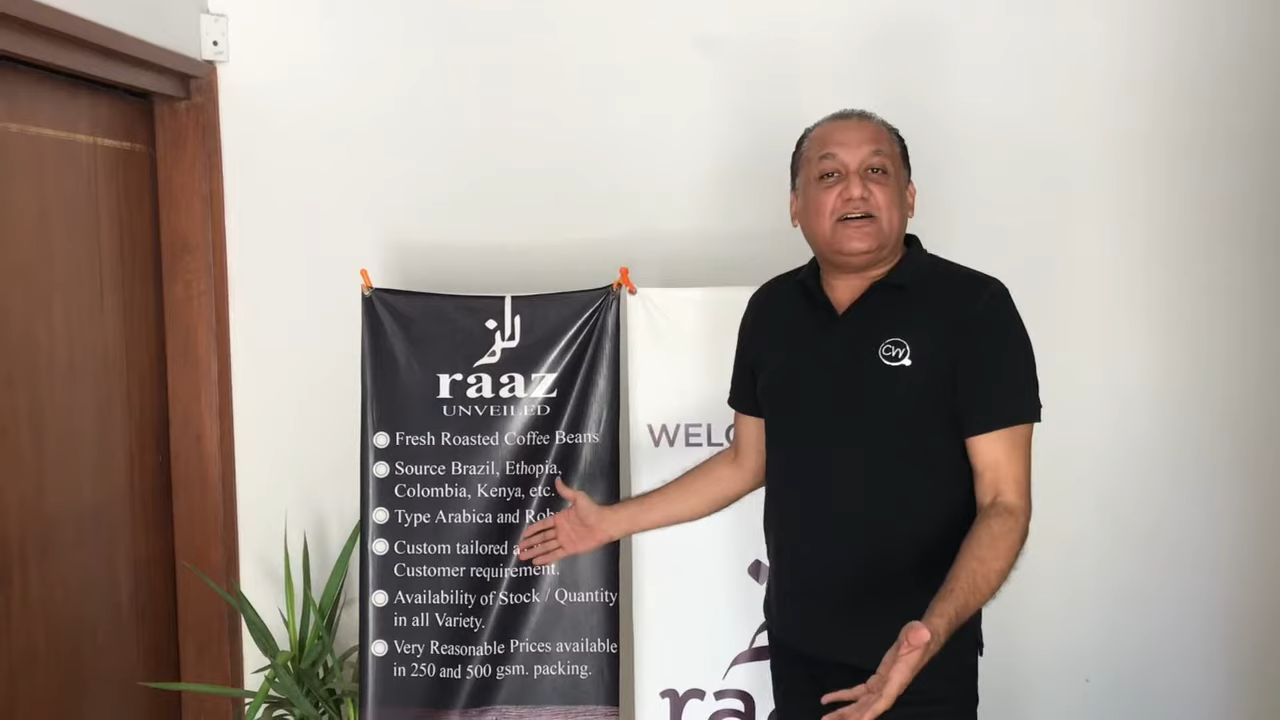 راز
raaz
UNVEILED
Fresh Roasted Coffee Beans
Source Brazil, Ethopia,
Colombia, Kenya, etc.
Type Arabica and
Custom tailored
Customer requirement.
Availability of Stock / Quantity
in all Variety.
Very Reasonable Prices available
in 250 and 500 gsm. packing.
CW